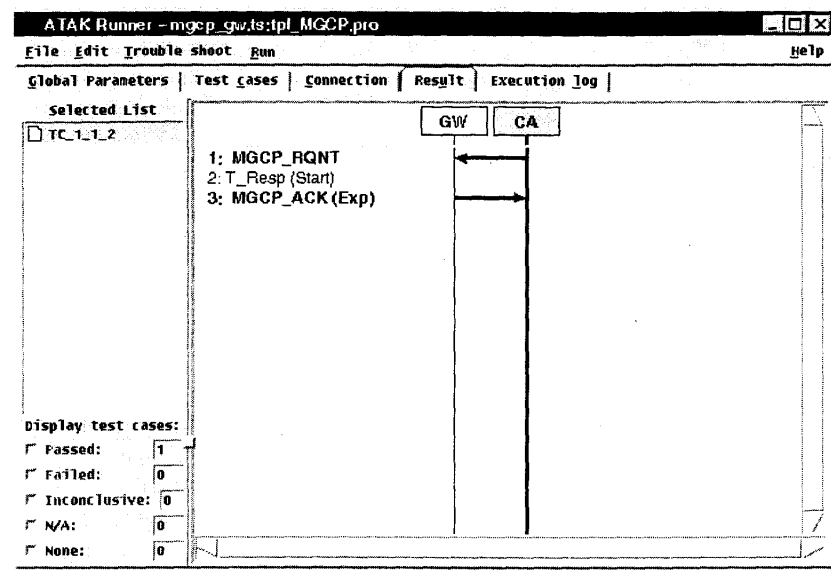 ATAK Runner - mgcp_gw.ts:tpl_MGCP.pro
File Edit Trouble shoot Run Help
Global Parameters Test cases Connection Result Execution log
Selected List
TC_1_1_2
GW CA
1: MGCP_RQNT
2: T_Resp (Start)
3: MGCP_ACK (Exp)
Display test cases:
Passed: 1
Failed: 0
Inconclusive: 0
N/A: 0
None: 0